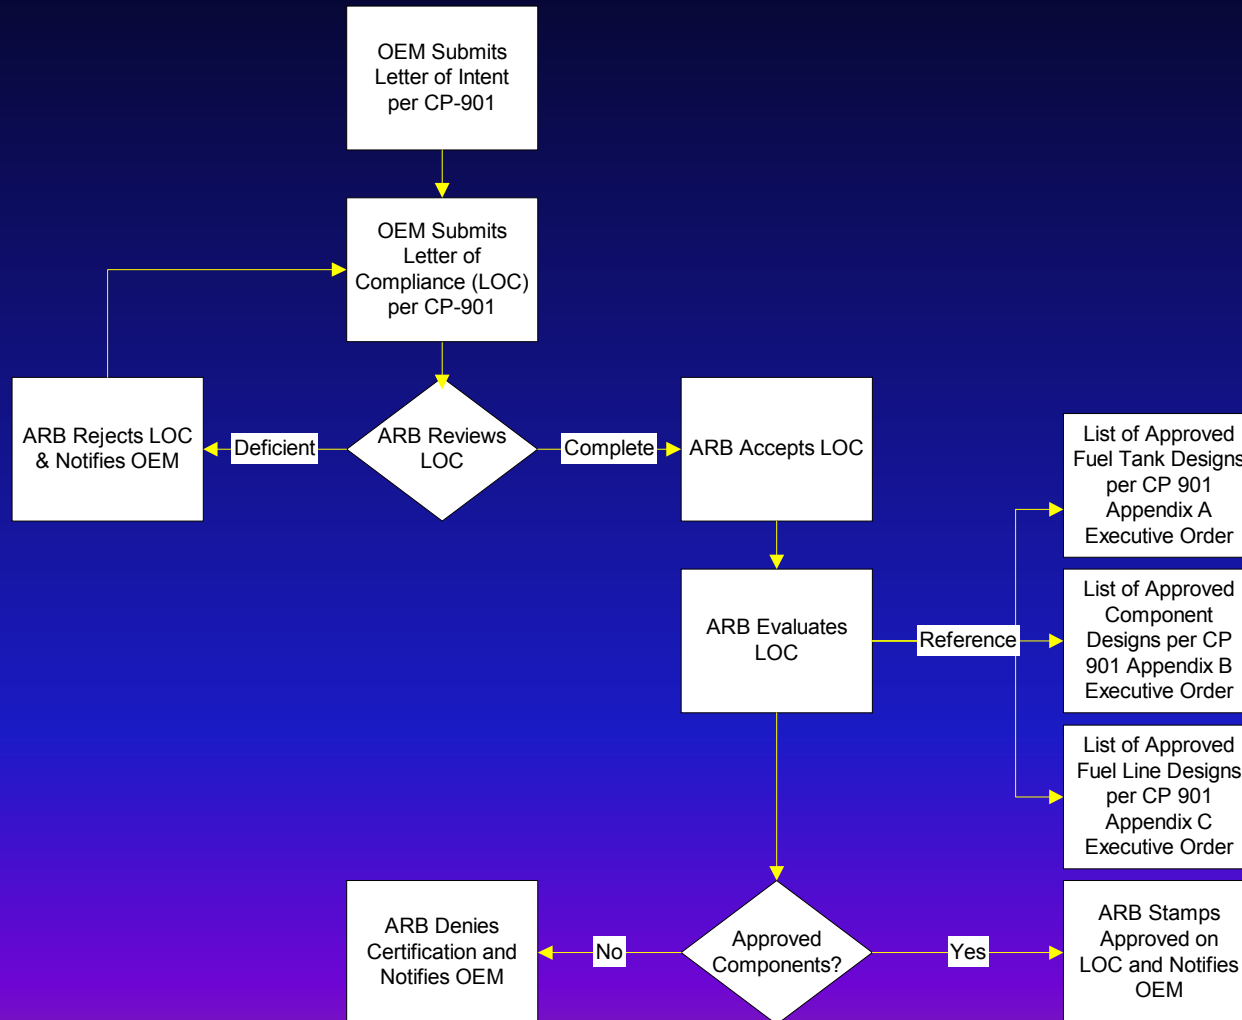 OEM Submits
Letter of Intent
per CP-901
OEM Submits
Letter of
Compliance (LOC)
per CP-901
ARB Rejects LOC
& Notifies OEM
Deficient
ARB Reviews
LOC
Complete
ARB Accepts LOC
List of Approved
Fuel Tank Designs
per CP 901
Appendix A
Executive Order
ARB Evaluates
LOC
Reference
List of Approved
Component
Designs per CP
901 Appendix B
Executive Order
List of Approved
Fuel Line Designs
per CP 901
Appendix C
Executive Order
ARB Denies
Certification and
Notifies OEM
No
Approved
Components?
Yes
ARB Stamps
Approved on
LOC and Notifies
OEM